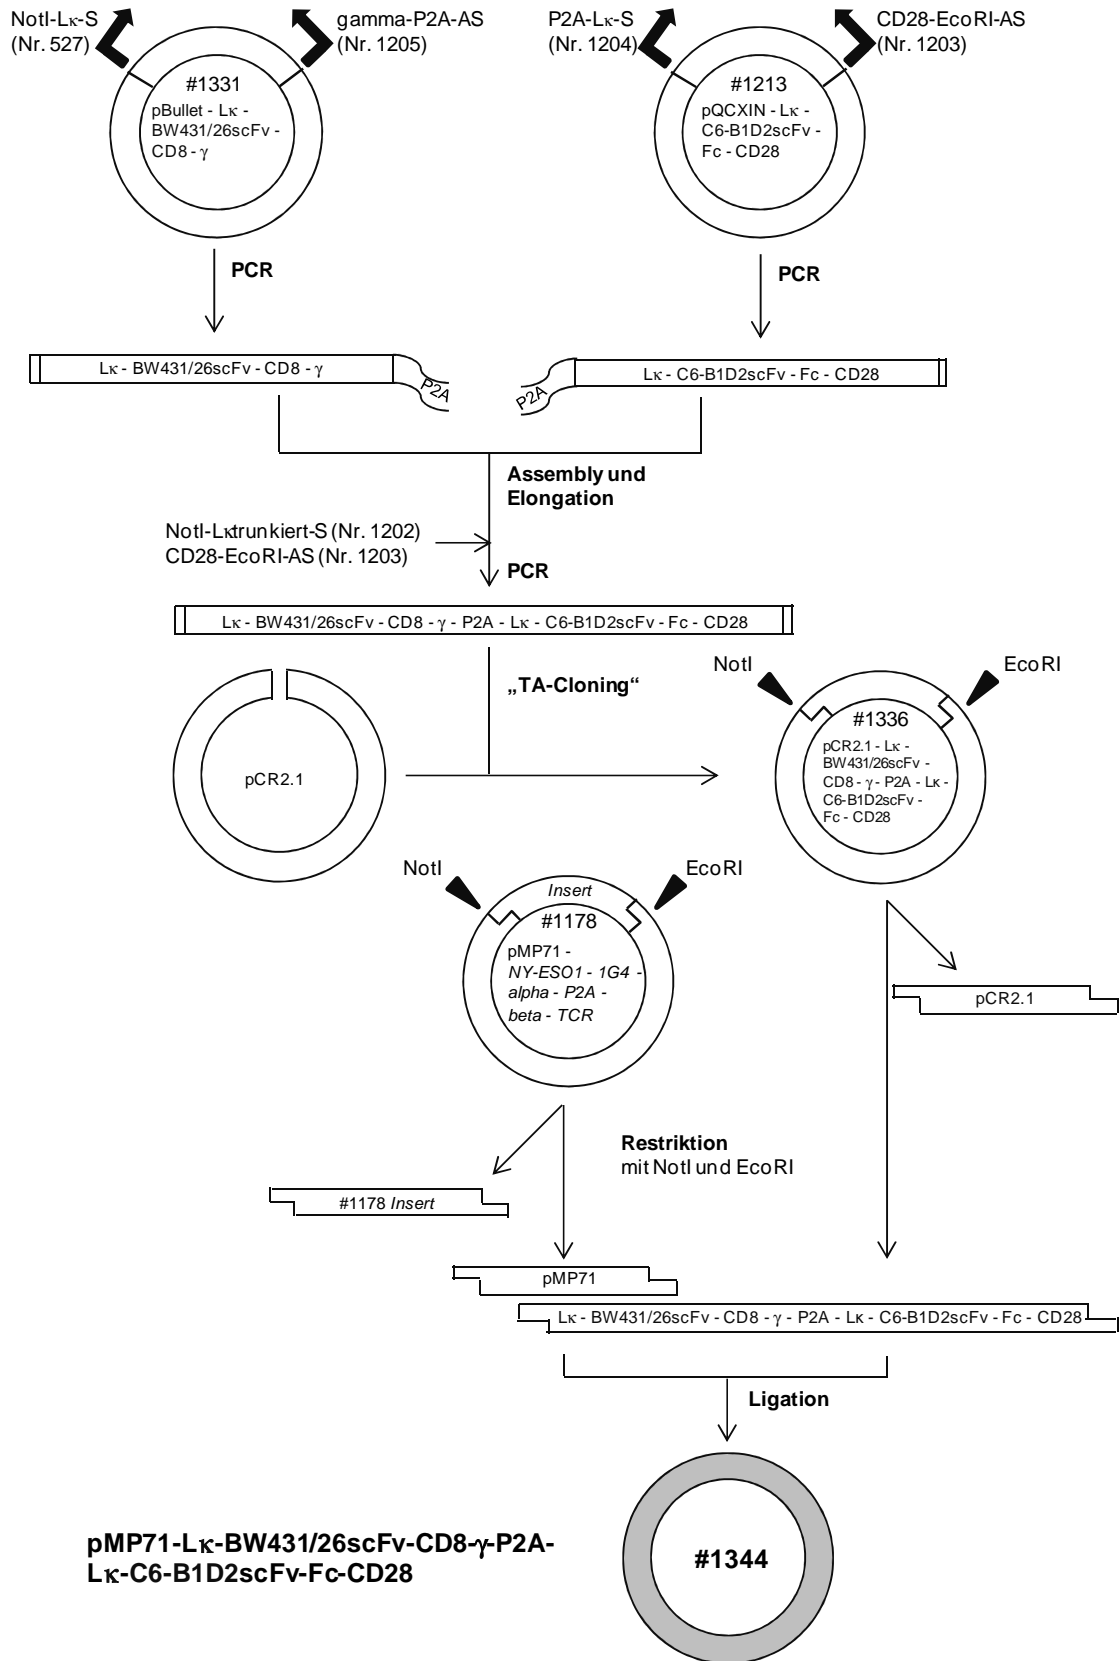 NotI-Lκ-S
(Nr. 527)
gamma-P2A-AS
(Nr. 1205)
P2A-Lκ-S
(Nr. 1204)
CD28-EcoRI-AS
(Nr. 1203)
#1331
pBullet - Lκ -
BW431/26scFv -
CD8 - γ
#1213
pQCXIN - Lκ -
C6-B1D2scFv -
Fc - CD28
PCR
PCR
Lκ - BW431/26scFv - CD8 - γ
P2A
P2A
Lκ - C6-B1D2scFv - Fc - CD28
Assembly und
Elongation
NotI-Lκtrunkiert-S (Nr. 1202)
CD28-EcoRI-AS (Nr. 1203)
PCR
Lκ - BW431/26scFv - CD8 - γ - P2A - Lκ - C6-B1D2scFv - Fc - CD28
„TA-Cloning“
pCR2.1
NotI
EcoRI
#1336
pCR2.1 - Lκ -
BW431/26scFv -
CD8 - γ - P2A - Lκ -
C6-B1D2scFv -
Fc - CD28
NotI
EcoRI
Insert
#1178
pMP71 -
NY-ESO1 - 1G4 -
alpha - P2A -
beta - TCR
pCR2.1
Restriktion
mit NotI und EcoRI
#1178 Insert
pMP71
Lκ - BW431/26scFv - CD8 - γ - P2A - Lκ - C6-B1D2scFv - Fc - CD28
Ligation
pMP71-Lκ-BW431/26scFv-CD8-γ-P2A-
Lκ-C6-B1D2scFv-Fc-CD28
#1344